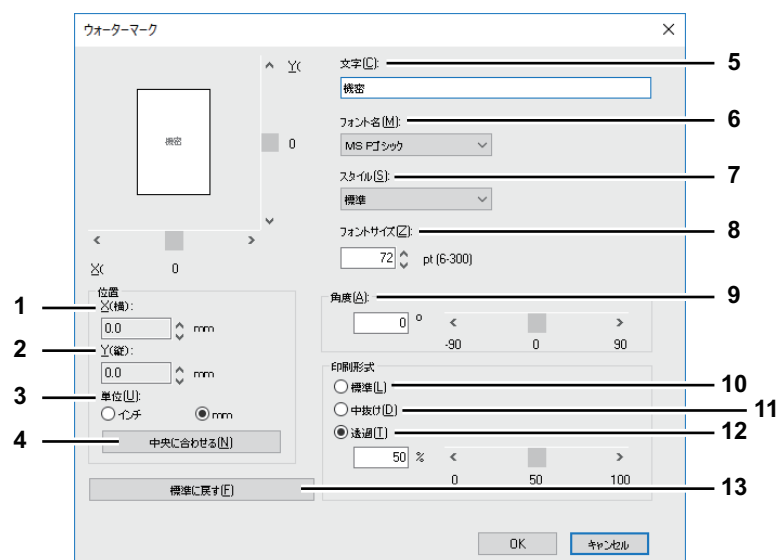 ウォーターマーク
Y(
0
機密
X( 0
位置
1 X(横):
0.0 mm
2 Y(縦):
0.0 mm
3 単位(U):
インチ mm
4 中央に合わせる(N)
標準に戻す(F) 13
文字(C): 5
機密
フォント名(M): 6
MS Pゴシック
スタイル(S): 7
標準
フォントサイズ(Z): 8
72 pt (6-300)
角度(A): 9
0 °
-90 0 90
印刷形式
標準(L) 10
中抜け(D) 11
透過(T) 12
50 %
0 50 100
OK キャンセル